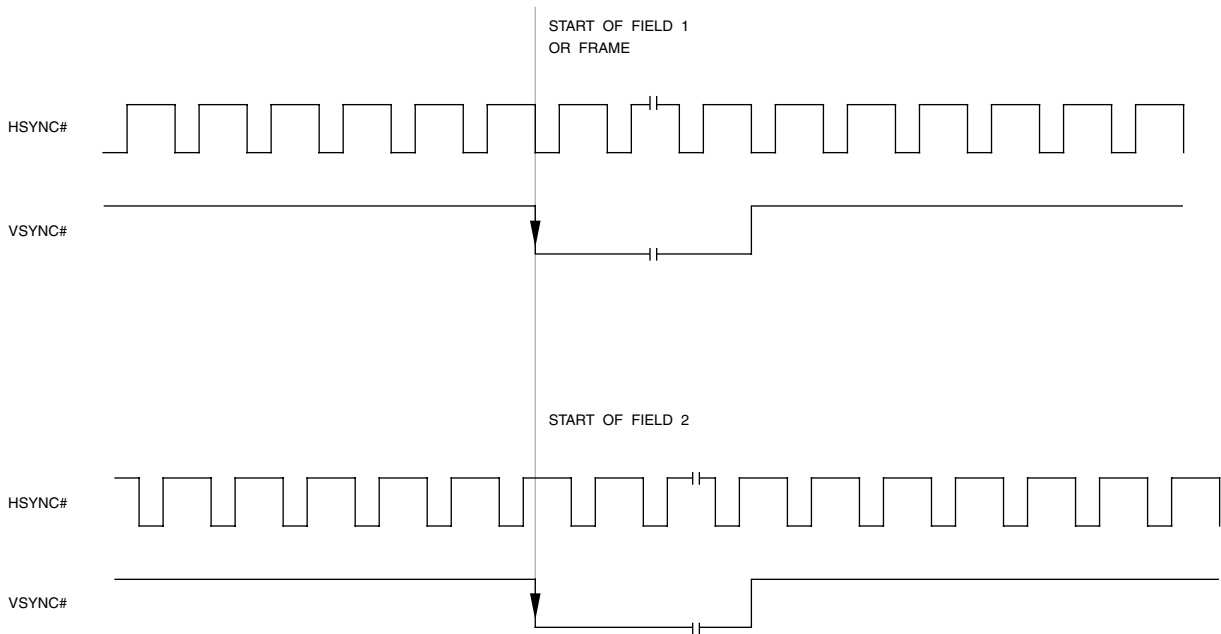 START OF FIELD 1
OR FRAME
HSYNC#
VSYNC#
START OF FIELD 2
HSYNC#
VSYNC#